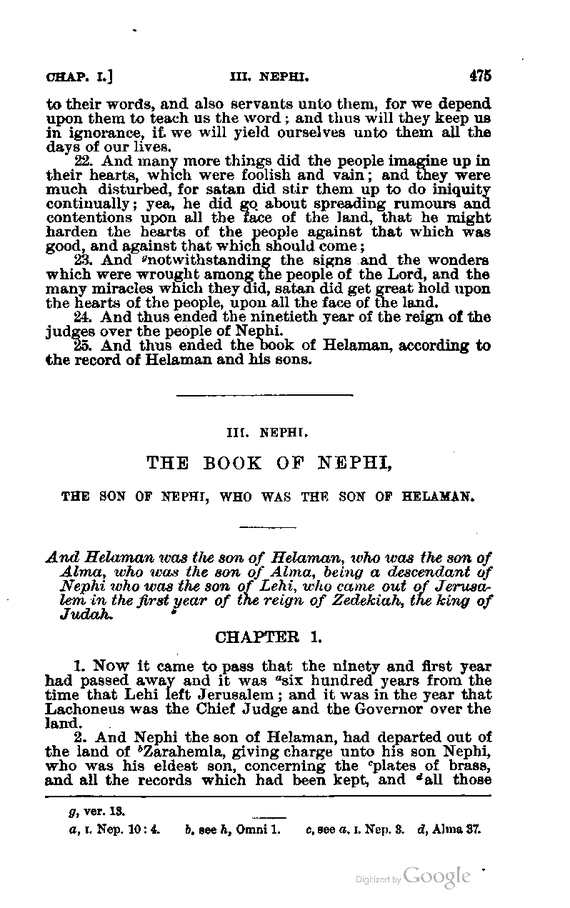 CHAP. I.] III. NEPHI. 475
to their words, and also servants unto them, for we depend
upon them to teach us the word; and thus will they keep us
in ignorance, if we will yield ourselves unto them all the
days of our lives.
22. And many more things did the people imagine up in
their hearts, which were foolish and vain; and they were
much disturbed, for satan did stir them up to do iniquity
continually; yea, he did go about spreading rumours and
contentions upon all the face of the land, that he might
harden the hearts of the people against that which was
good, and against that which should come;
23. And gnotwithstanding the signs and the wonders
which were wrought among the people of the Lord, and the
many miracles which they did, satan did get great hold upon
the hearts of the people, upon all the face of the land.
24. And thus ended the ninetieth year of the reign of the
judges over the people of Nephi.
25. And thus ended the book of Helaman, according to
the record of Helaman and his sons.
III. NEPHI.
THE BOOK OF NEPHI,
THE SON OF NEPHI, WHO WAS THE SON OF HELAMAN.
And Helaman was the son of Helaman, who was the son of
Alma, who was the son of Alma, being a descendant of
Nephi who was the son of Lehi, who came out of Jerusa-
lem in the first year of the reign of Zedekiah, the king of
Judah.
CHAPTER 1.
1. Now it came to pass that the ninety and first year
had passed away and it was asix hundred years from the
time that Lehi left Jerusalem; and it was in the year that
Lachoneus was the Chief Judge and the Governor over the
land.
2. And Nephi the son of Helaman, had departed out of
the land of bZarahemla, giving charge unto his son Nephi,
who was his eldest son, concerning the cplates of brass,
and all the records which had been kept, and dall those
g, ver. 13.
a, I. Nep. 10:4. b, see h, Omni 1. c, see a, I. Nep. 3. d, Alma 37.
Digitized by Google